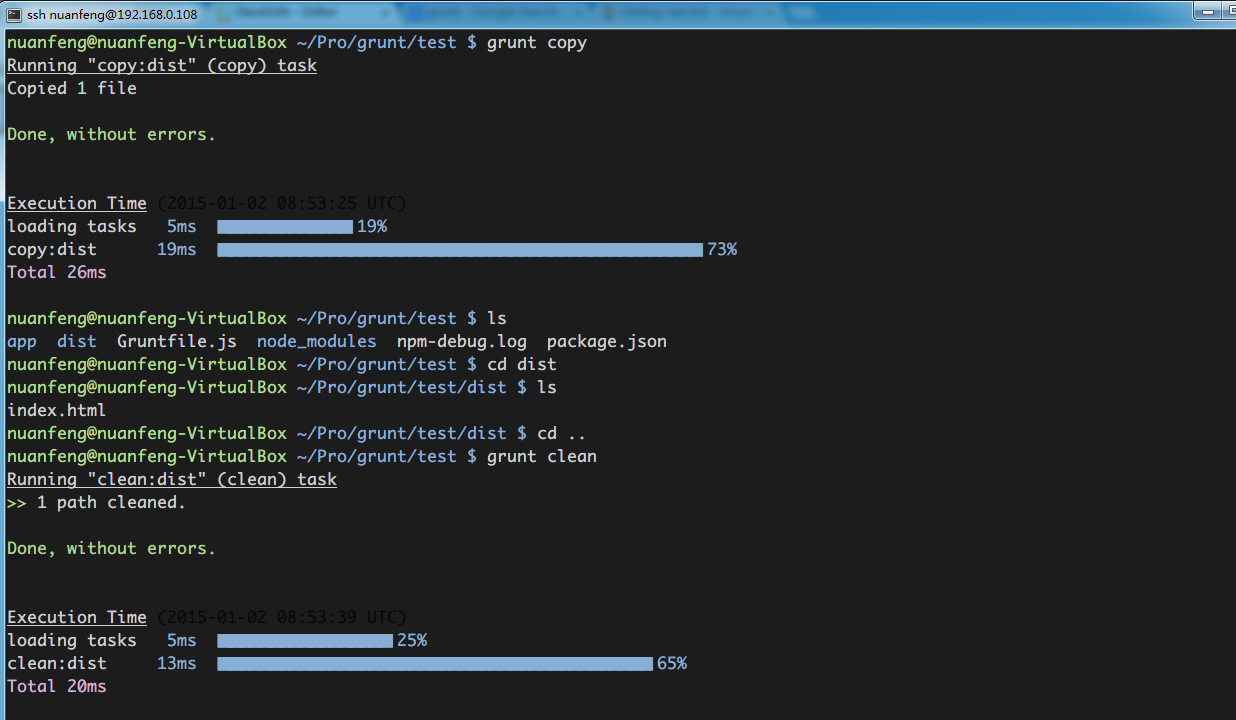 ssh nuanfeng@192.168.0.108
nuanfeng@nuanfeng-VirtualBox ~/Pro/grunt/test $ grunt copy
Running "copy:dist" (copy) task
Copied 1 file
Done, without errors.
Execution Time (2015-01-02 08:53:25 UTC)
loading tasks 5ms 19%
copy:dist 19ms 73%
Total 26ms
nuanfeng@nuanfeng-VirtualBox ~/Pro/grunt/test $ ls
app dist Gruntfile.js node_modules npm-debug.log package.json
nuanfeng@nuanfeng-VirtualBox ~/Pro/grunt/test $ cd dist
nuanfeng@nuanfeng-VirtualBox ~/Pro/grunt/test/dist $ ls
index.html
nuanfeng@nuanfeng-VirtualBox ~/Pro/grunt/test/dist $ cd ..
nuanfeng@nuanfeng-VirtualBox ~/Pro/grunt/test $ grunt clean
Running "clean:dist" (clean) task
>> 1 path cleaned.
Done, without errors.
Execution Time (2015-01-02 08:53:39 UTC)
loading tasks 5ms 25%
clean:dist 13ms 65%
Total 20ms